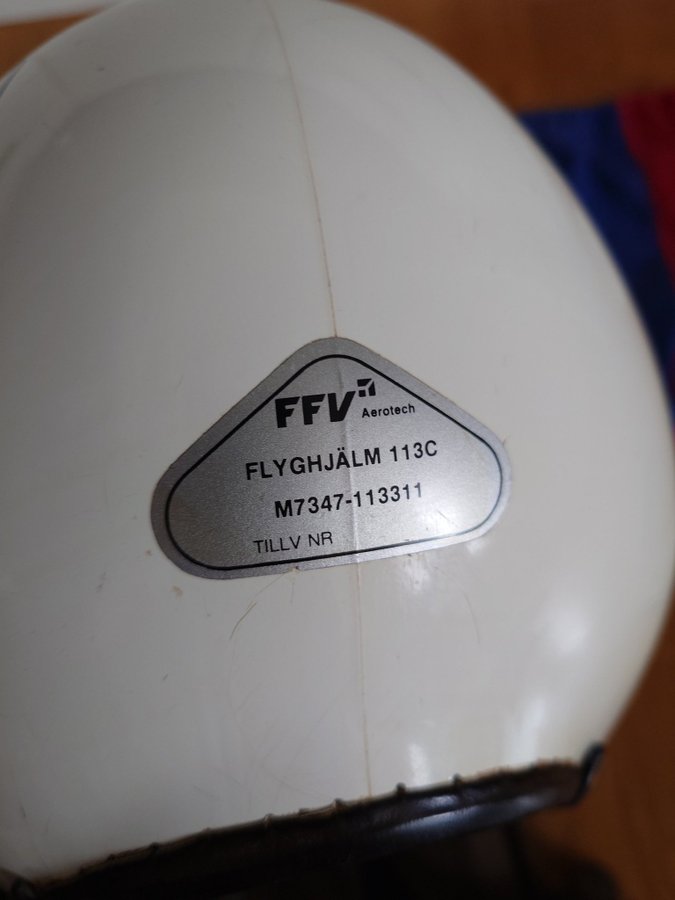 FFV Aerotech
FLYGHJÄLM 113C
M7347-113311
TILLV NR